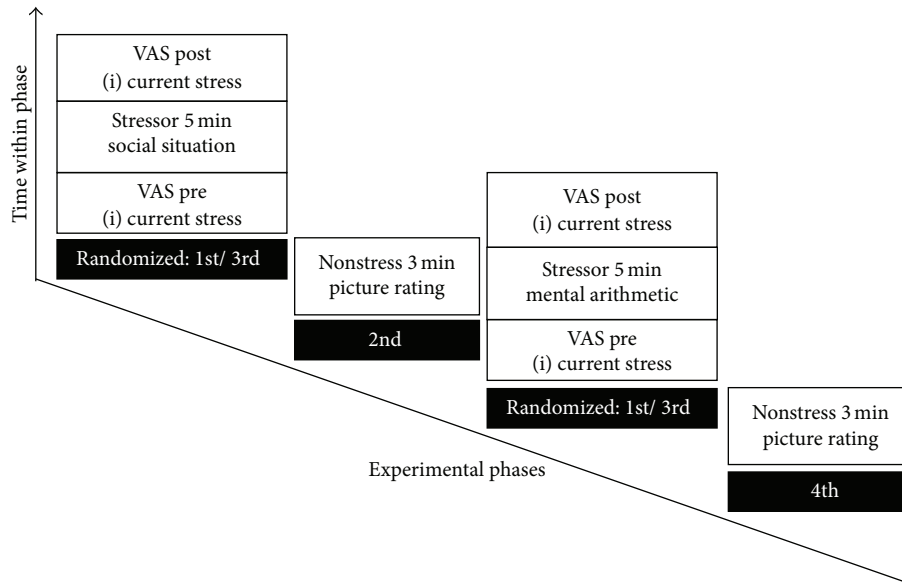 Time within phase
VAS post
(i) current stress
Stressor 5 min
social situation
VAS pre
(i) current stress
Randomized: 1st/ 3rd
Nonstress 3 min
picture rating
2nd
VAS post
(i) current stress
Stressor 5 min
mental arithmetic
VAS pre
(i) current stress
Randomized: 1st/ 3rd
Nonstress 3 min
picture rating
4th
Experimental phases